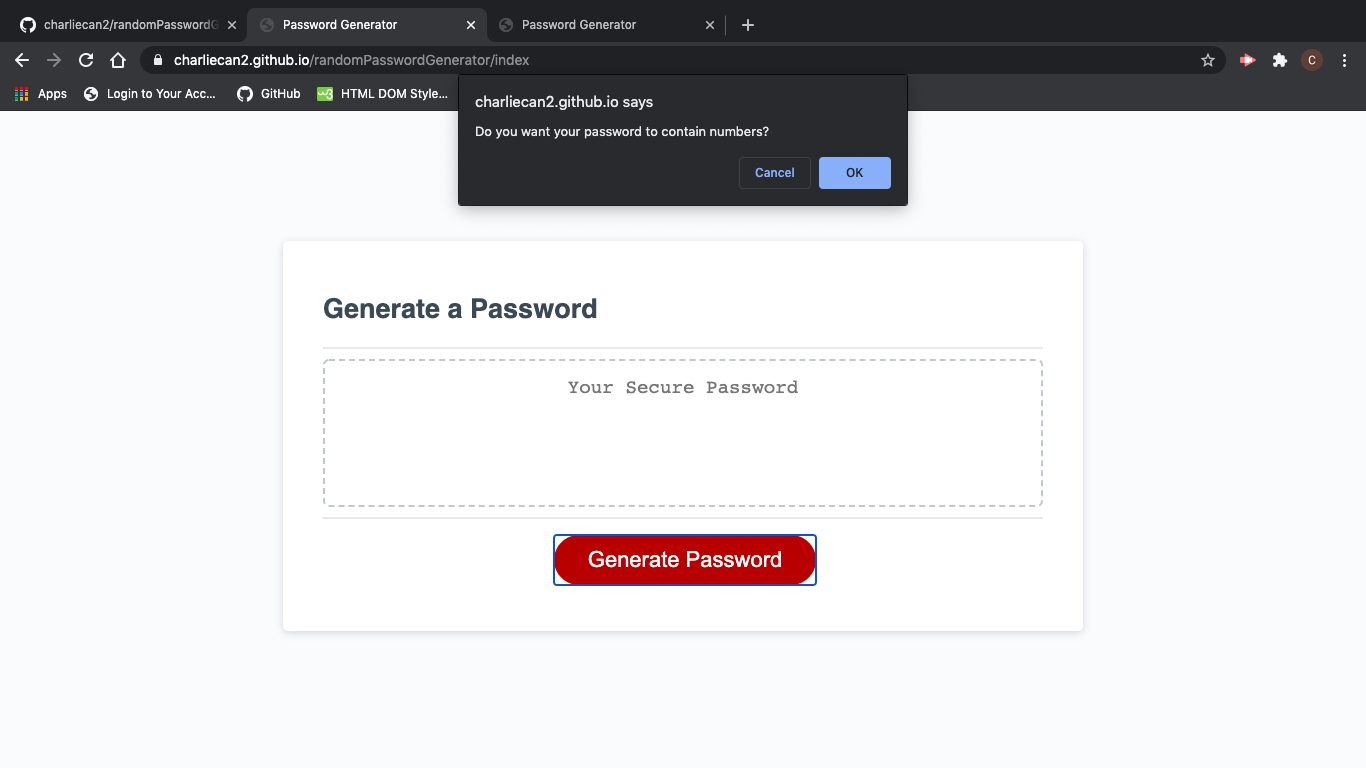 charliecan2/randomPasswordG
Password Generator
Password Generator
charliecan2.github.io/randomPasswordGenerator/index
C
Apps
Login to Your Acc...
GitHub
W3
HTML DOM Style...
charliecan2.github.io says
Do you want your password to contain numbers?
Cancel
OK
Generate a Password
Your Secure Password
Generate Password